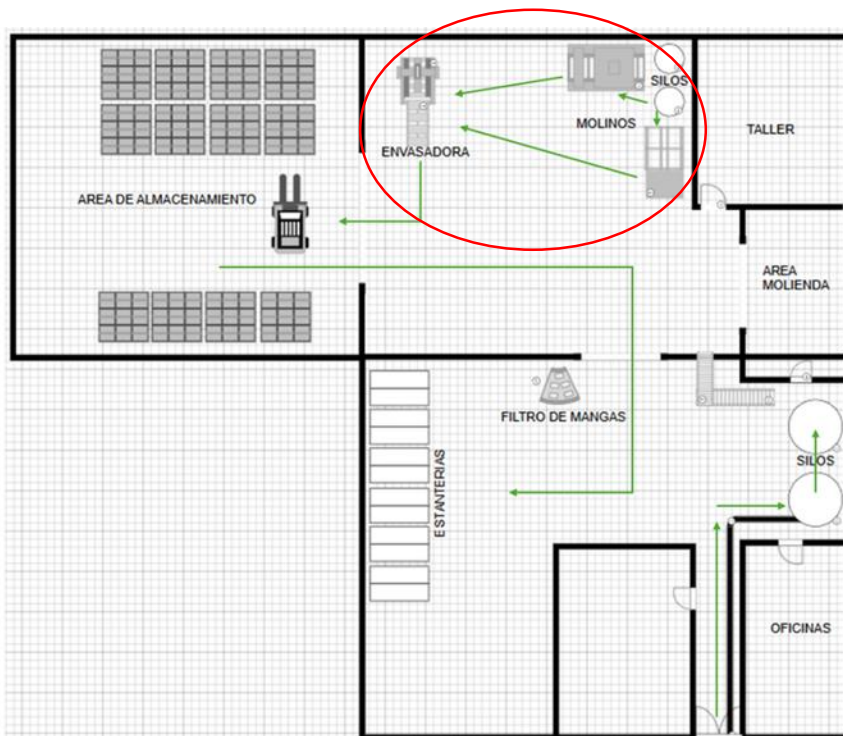 SILOS
MOLINOS
TALLER
ENVASADORA
AREA DE ALMACENAMIENTO
AREA
MOLIENDA
FILTRO DE MANGAS
ESTANTERIAS
SILOS
OFICINAS